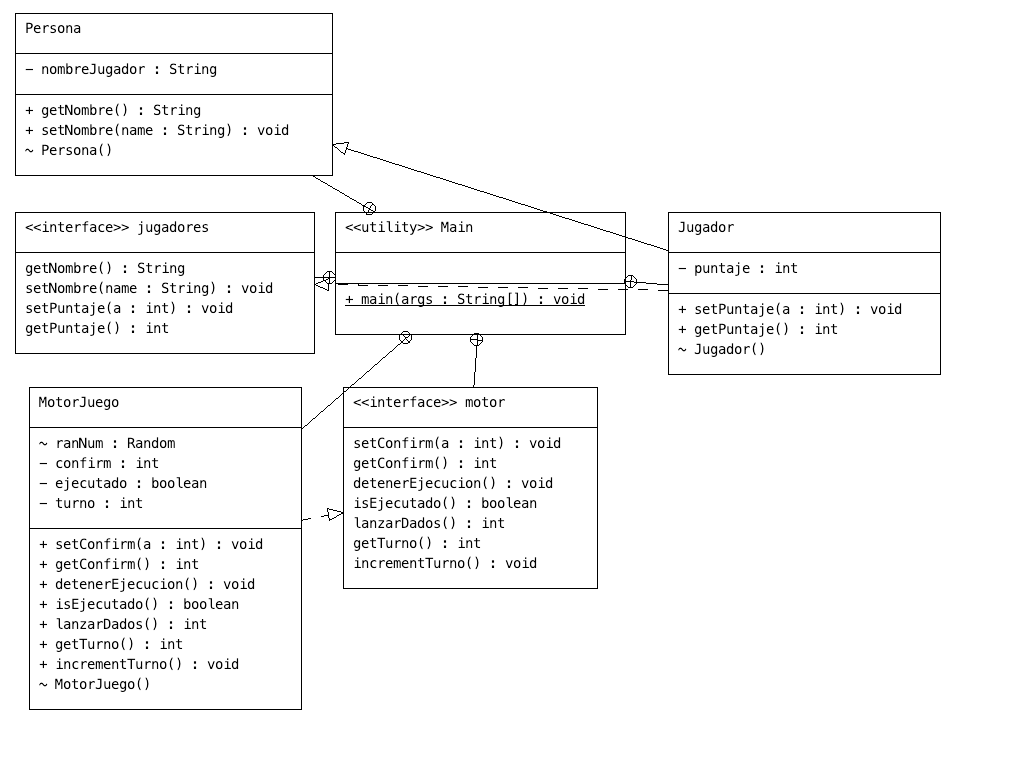 Persona
− nombreJugador : String
+ getNombre() : String
+ setNombre(name : String) : void
~ Persona()
<<interface>> jugadores
getNombre() : String
setNombre(name : String) : void
setPuntaje(a : int) : void
getPuntaje() : int
<<utility>> Main
+ main(args : String[]) : void
Jugador
− puntaje : int
+ setPuntaje(a : int) : void
+ getPuntaje() : int
~ Jugador()
MotorJuego
~ ranNum : Random
− confirm : int
− ejecutado : boolean
− turno : int
+ setConfirm(a : int) : void
+ getConfirm() : int
+ detenerEjecucion() : void
+ isEjecutado() : boolean
+ lanzarDados() : int
+ getTurno() : int
+ incrementTurno() : void
~ MotorJuego()
<<interface>> motor
setConfirm(a : int) : void
getConfirm() : int
detenerEjecucion() : void
isEjecutado() : boolean
lanzarDados() : int
getTurno() : int
incrementTurno() : void